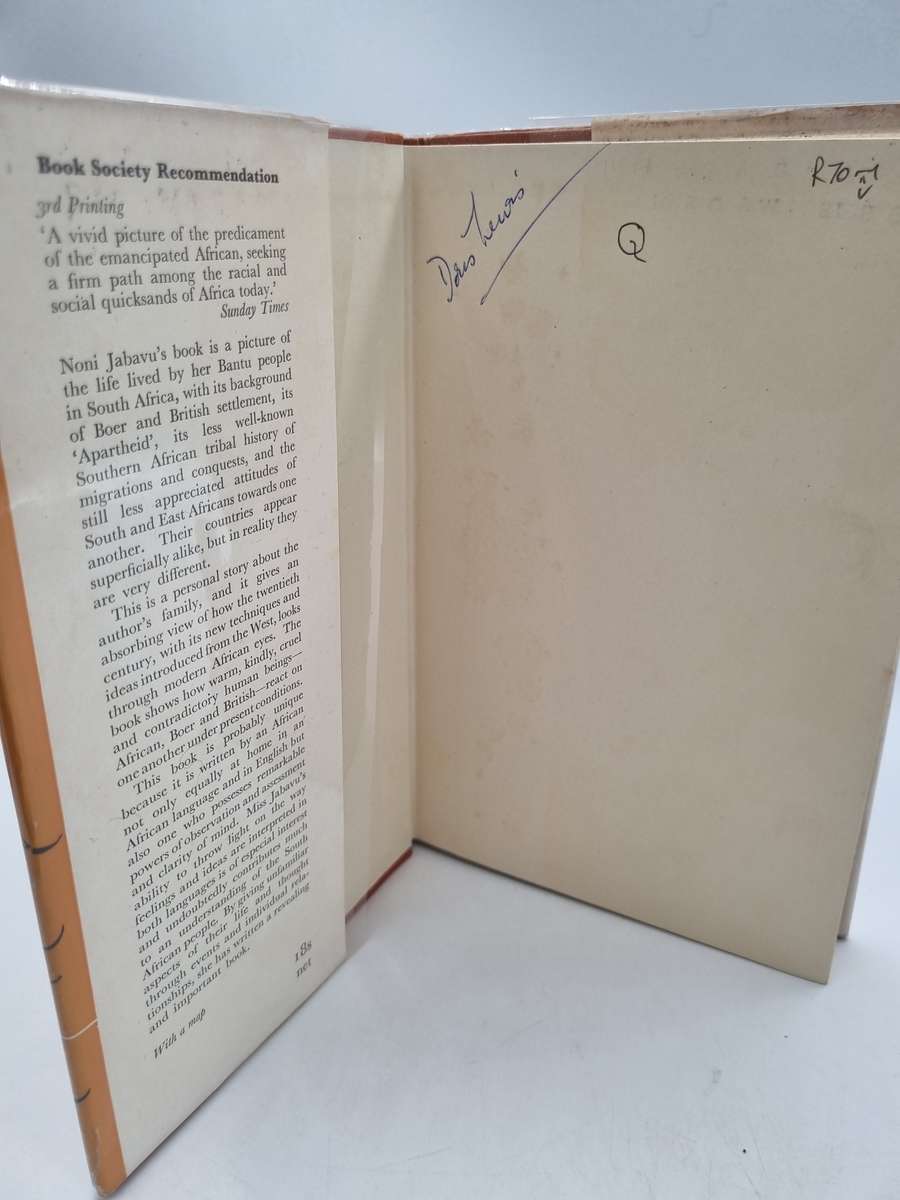 Book Society Recommendation
3rd Printing
‘A vivid picture of the predicament
of the emancipated African, seeking
a firm path among the racial and
social quicksands of Africa today.’
Sunday Times
Noni Jabavu’s book is a picture of
the life lived by her Bantu people
in South Africa, with its background
of Boer and British settlement, its
‘Apartheid’, its less well-known
Southern African tribal history of
migrations and conquests, and the
still less appreciated attitudes of
South and East Africans towards one
another. Their countries appear
superficially alike, but in reality they
are very different.
This is a personal story about the
author’s family, and it gives an
absorbing view of how the twentieth
century, with its new techniques and
ideas introduced from the West, looks
through modern African eyes. The
book shows how warm, kindly, cruel
and contradictory human beings—
African, Boer and British—react on
one another under present conditions.
This book is probably unique
because it is written by an African
not only equally at home in an
African language and in English but
also one who possesses remarkable
powers of observation and assessment
and clarity of mind. Miss Jabavu’s
ability to throw light on the way
feelings and ideas are interpreted in
both languages is of especial interest
and undoubtedly contributes much
to an understanding of the South
African people. By giving unfamiliar
aspects of their life and thought
through events and individual rela-
tionships, she has written a revealing
and important book.
18s
net
With a map
Doris Lewis
Q
R70